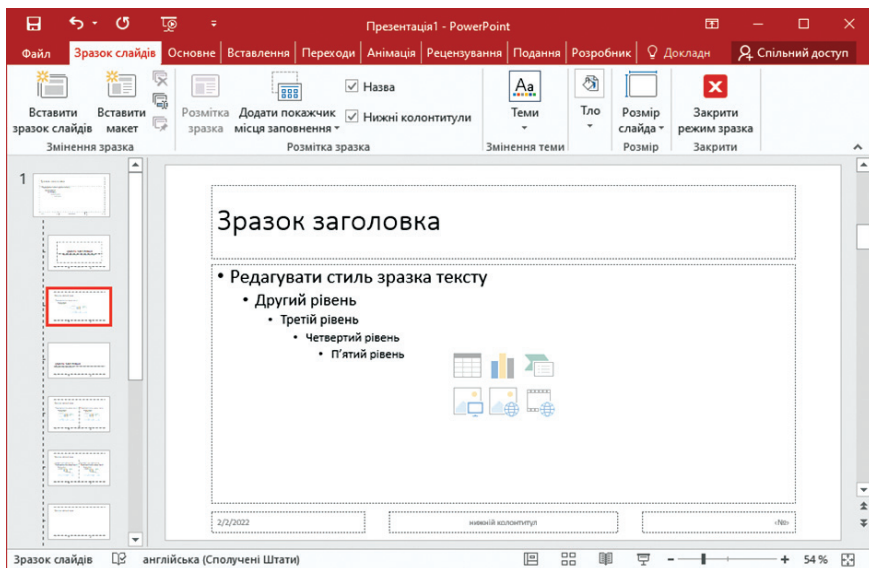 Презентація1 - PowerPoint
Файл Зразок слайдів Основне Вставлення Переходи Анімація Рецензування Подання Розробник Докладн Спільний доступ
Вставити зразок слайдів
Вставити макет
Розмітка зразка
Додати покажчик місця заповнення
Назва
Нижні колонтитули
Аа
Теми
Тло
Розмір слайда
Закрити режим зразка
Змінення зразка Розмітка зразка Змінення теми Розмір Закрити
1
Зразок заголовка
• Редагувати стиль зразка тексту
• Другий рівень
• Третій рівень
• Четвертий рівень
• П'ятий рівень
2/2/2022 нижній колонтитул ‹№›
Зразок слайдів англійська (Сполучені Штати) 54 %